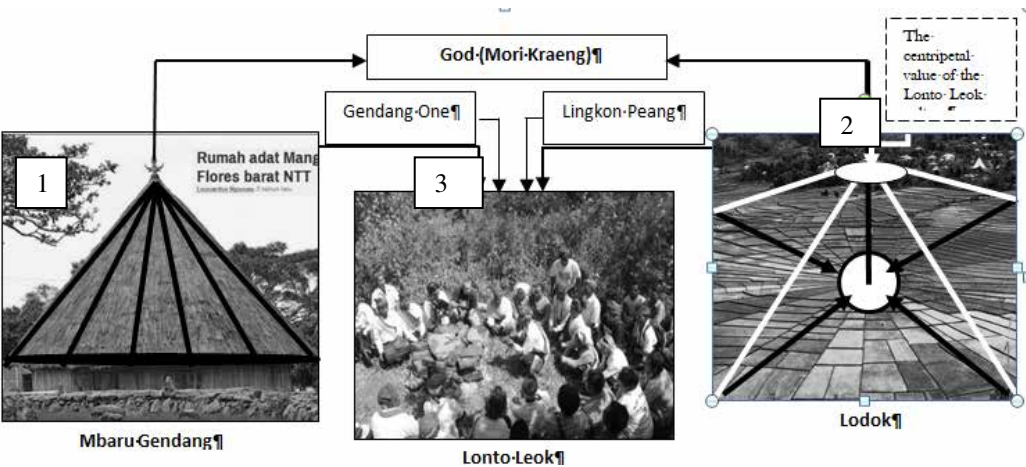 God·(Mori·Kraeng)¶
The·
centripetal·
value·of·the·
Lonto·Leok·
Gendang·One¶
Lingkon·Peang¶
1
Rumah adat Mang
Flores barat NTT
3
2
Mbaru·Gendang¶
Lonto·Leok¶
Lodok¶